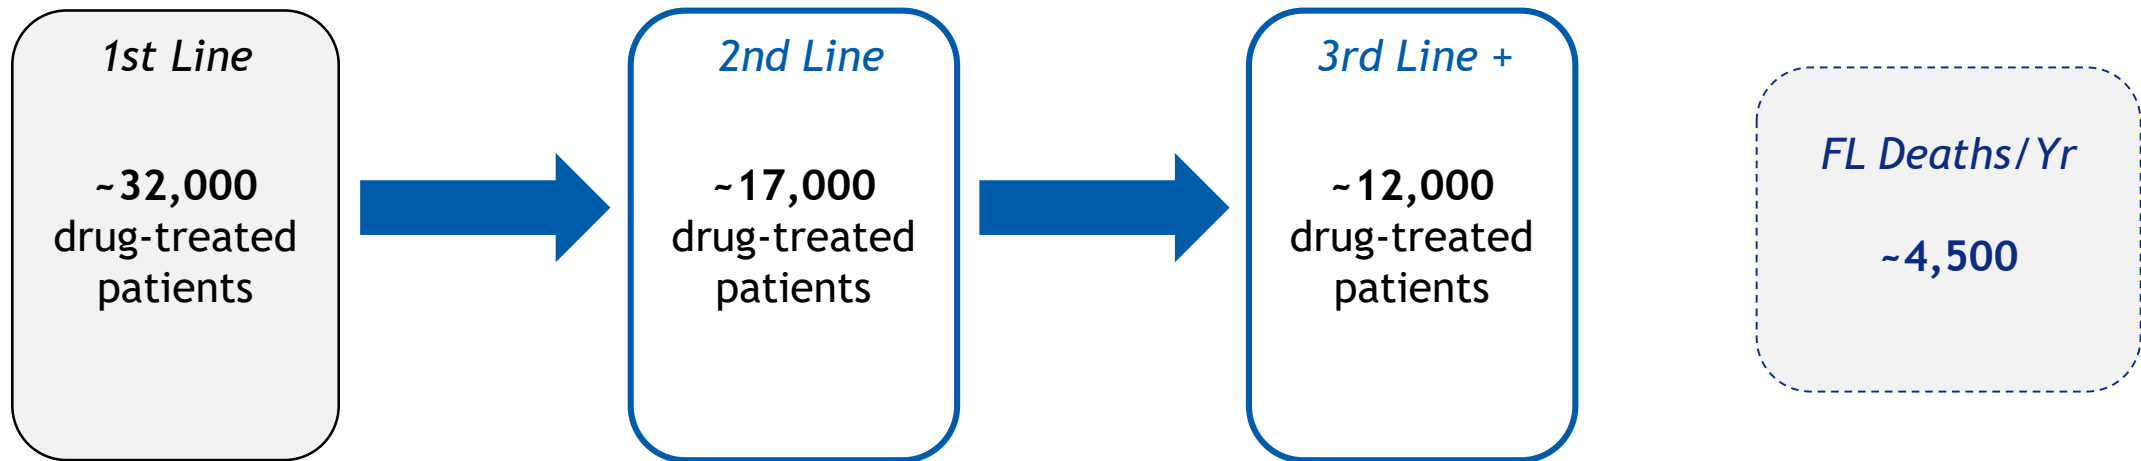 1st Line
~32,000
drug-treated
patients
2nd Line
~17,000
drug-treated
patients
3rd Line +
~12,000
drug-treated
patients
FL Deaths/Yr
~4,500